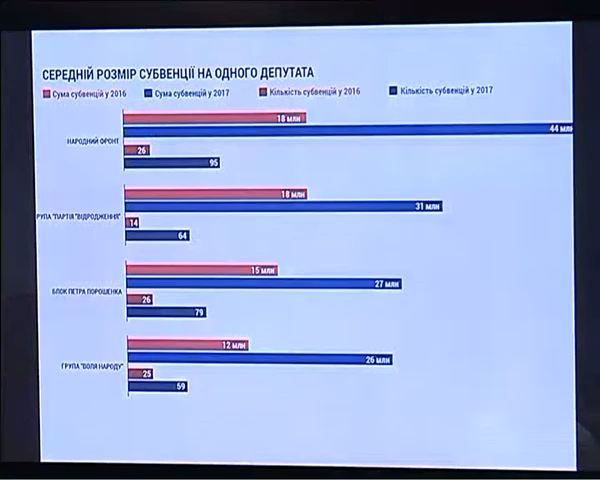 СЕРЕДНІЙ РОЗМІР СУБВЕНЦІЇ НА ОДНОГО ДЕПУТАТА
Сума субвенцій у 2016 Сума субвенцій у 2017 Кількість субвенцій у 2016 Кількість субвенцій у 2017
18 млн
НАРОДНИЙ ФРОНТ 44 млн
26
95
18 млн
РУПА "ПАРТІЯ "ВІДРОДЖЕННЯ" 31 млн
14
64
15 млн
БЛОК ПЕТРА ПОРОШЕНКА 27 млн
26
79
12 млн
ГРУПА "ВОЛЯ НАРОДУ" 26 млн
25
59